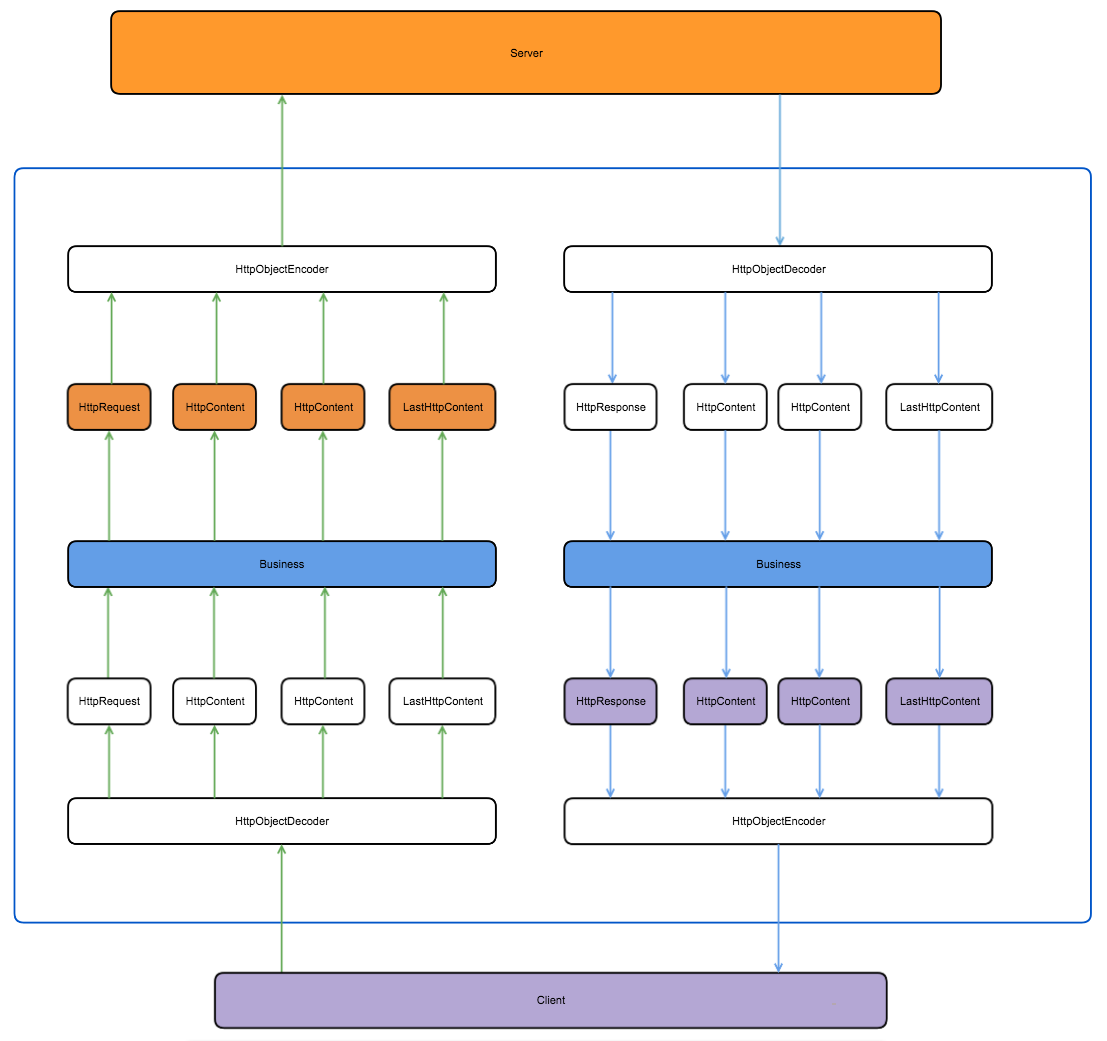 Server
HttpObjectEncoder
HttpObjectDecoder
HttpRequest
HttpContent
HttpContent
LastHttpContent
HttpResponse
HttpContent
HttpContent
LastHttpContent
Business
Business
HttpRequest
HttpContent
HttpContent
LastHttpContent
HttpResponse
HttpContent
HttpContent
LastHttpContent
HttpObjectDecoder
HttpObjectEncoder
Client